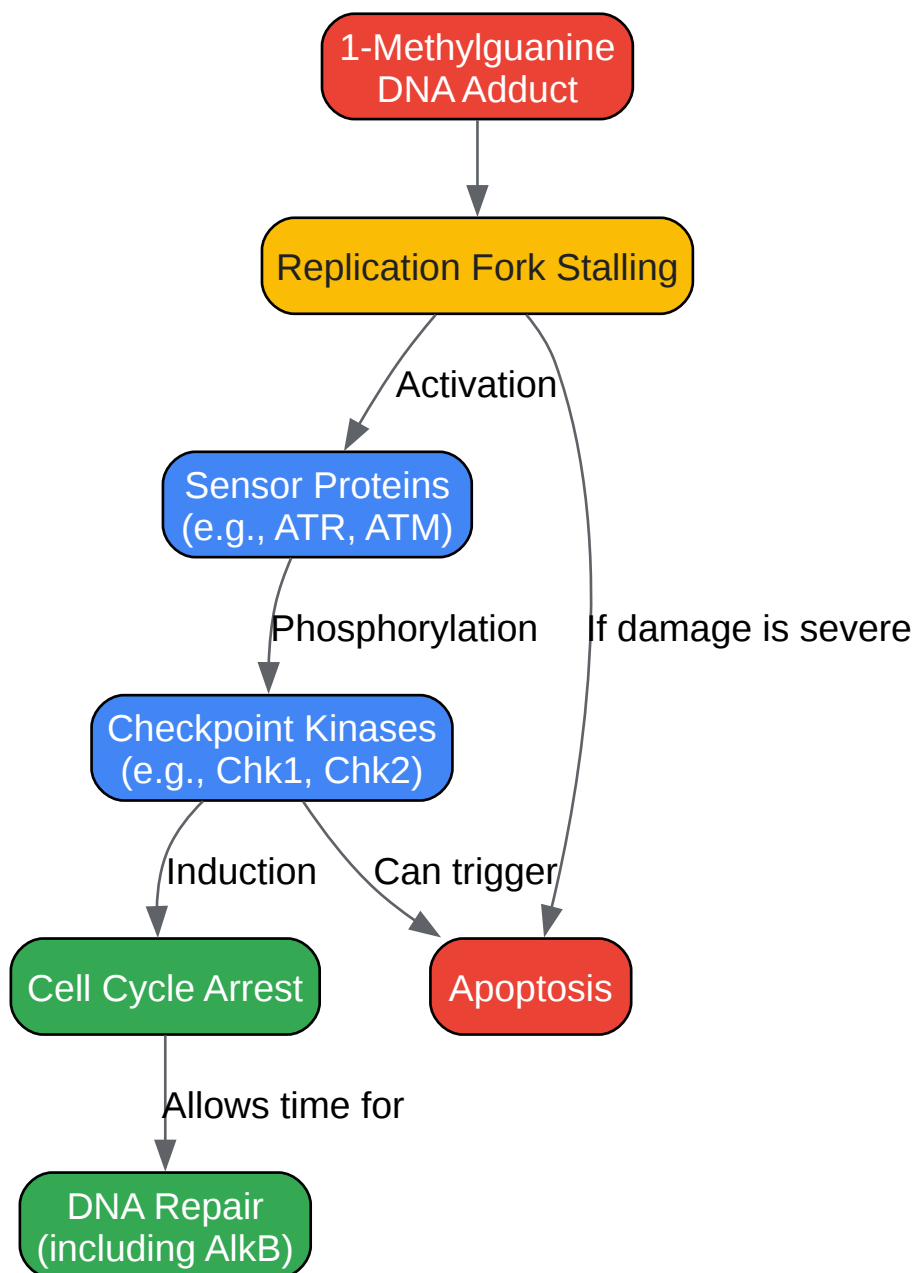 1-Methylguanine
DNA Adduct
Replication Fork Stalling
Activation
Sensor Proteins
(e.g., ATR, ATM)
Phosphorylation
If damage is severe
Checkpoint Kinases
(e.g., Chk1, Chk2)
Induction
Can trigger
Cell Cycle Arrest
Apoptosis
Allows time for
DNA Repair
(including AlkB)